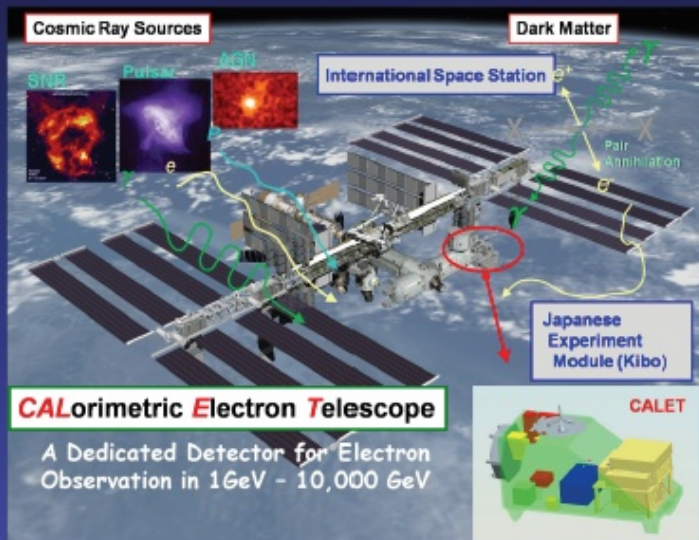 Cosmic Ray Sources
Dark Matter
SNR
Pulsar
AGN
International Space Station
γ
e⁺
P
e
γ
X X X
Pair
Annihilation
e⁻
γ
Japanese
Experiment
Module (Kibo)
CALorimetric Electron Telescope
CALET
A Dedicated Detector for Electron
Observation in 1GeV – 10,000 GeV